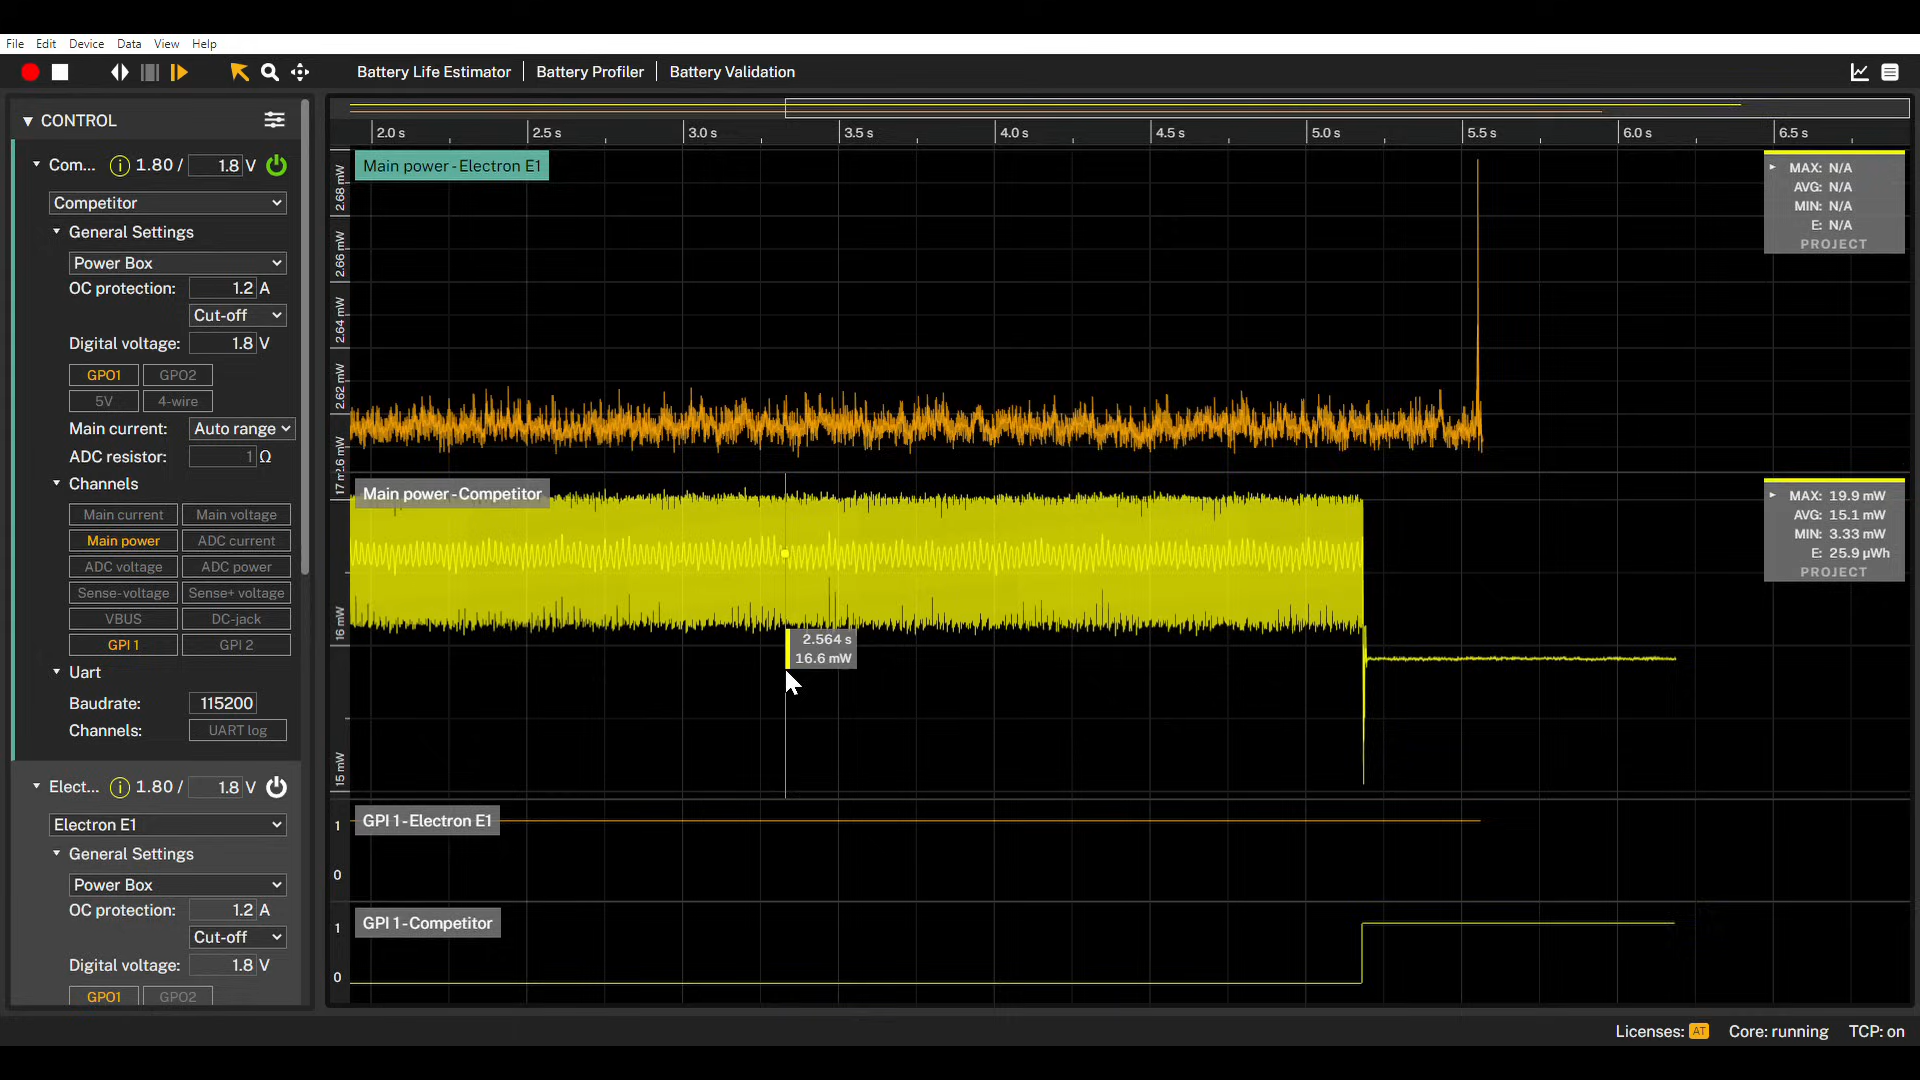 File Edit Device Data View Help
Battery Life Estimator Battery Profiler Battery Validation
CONTROL
Com... i 1.80 / 1.8 V
Competitor
General Settings
Power Box
OC protection: 1.2 A
Cut-off
Digital voltage: 1.8 V
GPO1 GPO2
5V 4-wire
Main current: Auto range
ADC resistor: 1 Ω
Channels
Main current Main voltage
Main power ADC current
ADC voltage ADC power
Sense-voltage Sense+ voltage
VBUS DC-jack
GPI 1 GPI 2
Uart
Baudrate: 115200
Channels: UART log
Elect... i 1.80 / 1.8 V
Electron E1
General Settings
Power Box
OC protection: 1.2 A
Cut-off
Digital voltage: 1.8 V
GPO1 GPO2
2.0 s 2.5 s 3.0 s 3.5 s 4.0 s 4.5 s 5.0 s 5.5 s 6.0 s 6.5 s
Main power - Electron E1
2.68 mW
2.66 mW
2.64 mW
2.62 mW
MAX: N/A
AVG: N/A
MIN: N/A
E: N/A
PROJECT
Main power - Competitor
16 mW
15 mW
2.564 s
16.6 mW
MAX: 19.9 mW
AVG: 15.1 mW
MIN: 3.33 mW
E: 25.9 µWh
PROJECT
GPI 1 - Electron E1
1
0
GPI 1 - Competitor
1
0
Licenses: AT Core: running TCP: on